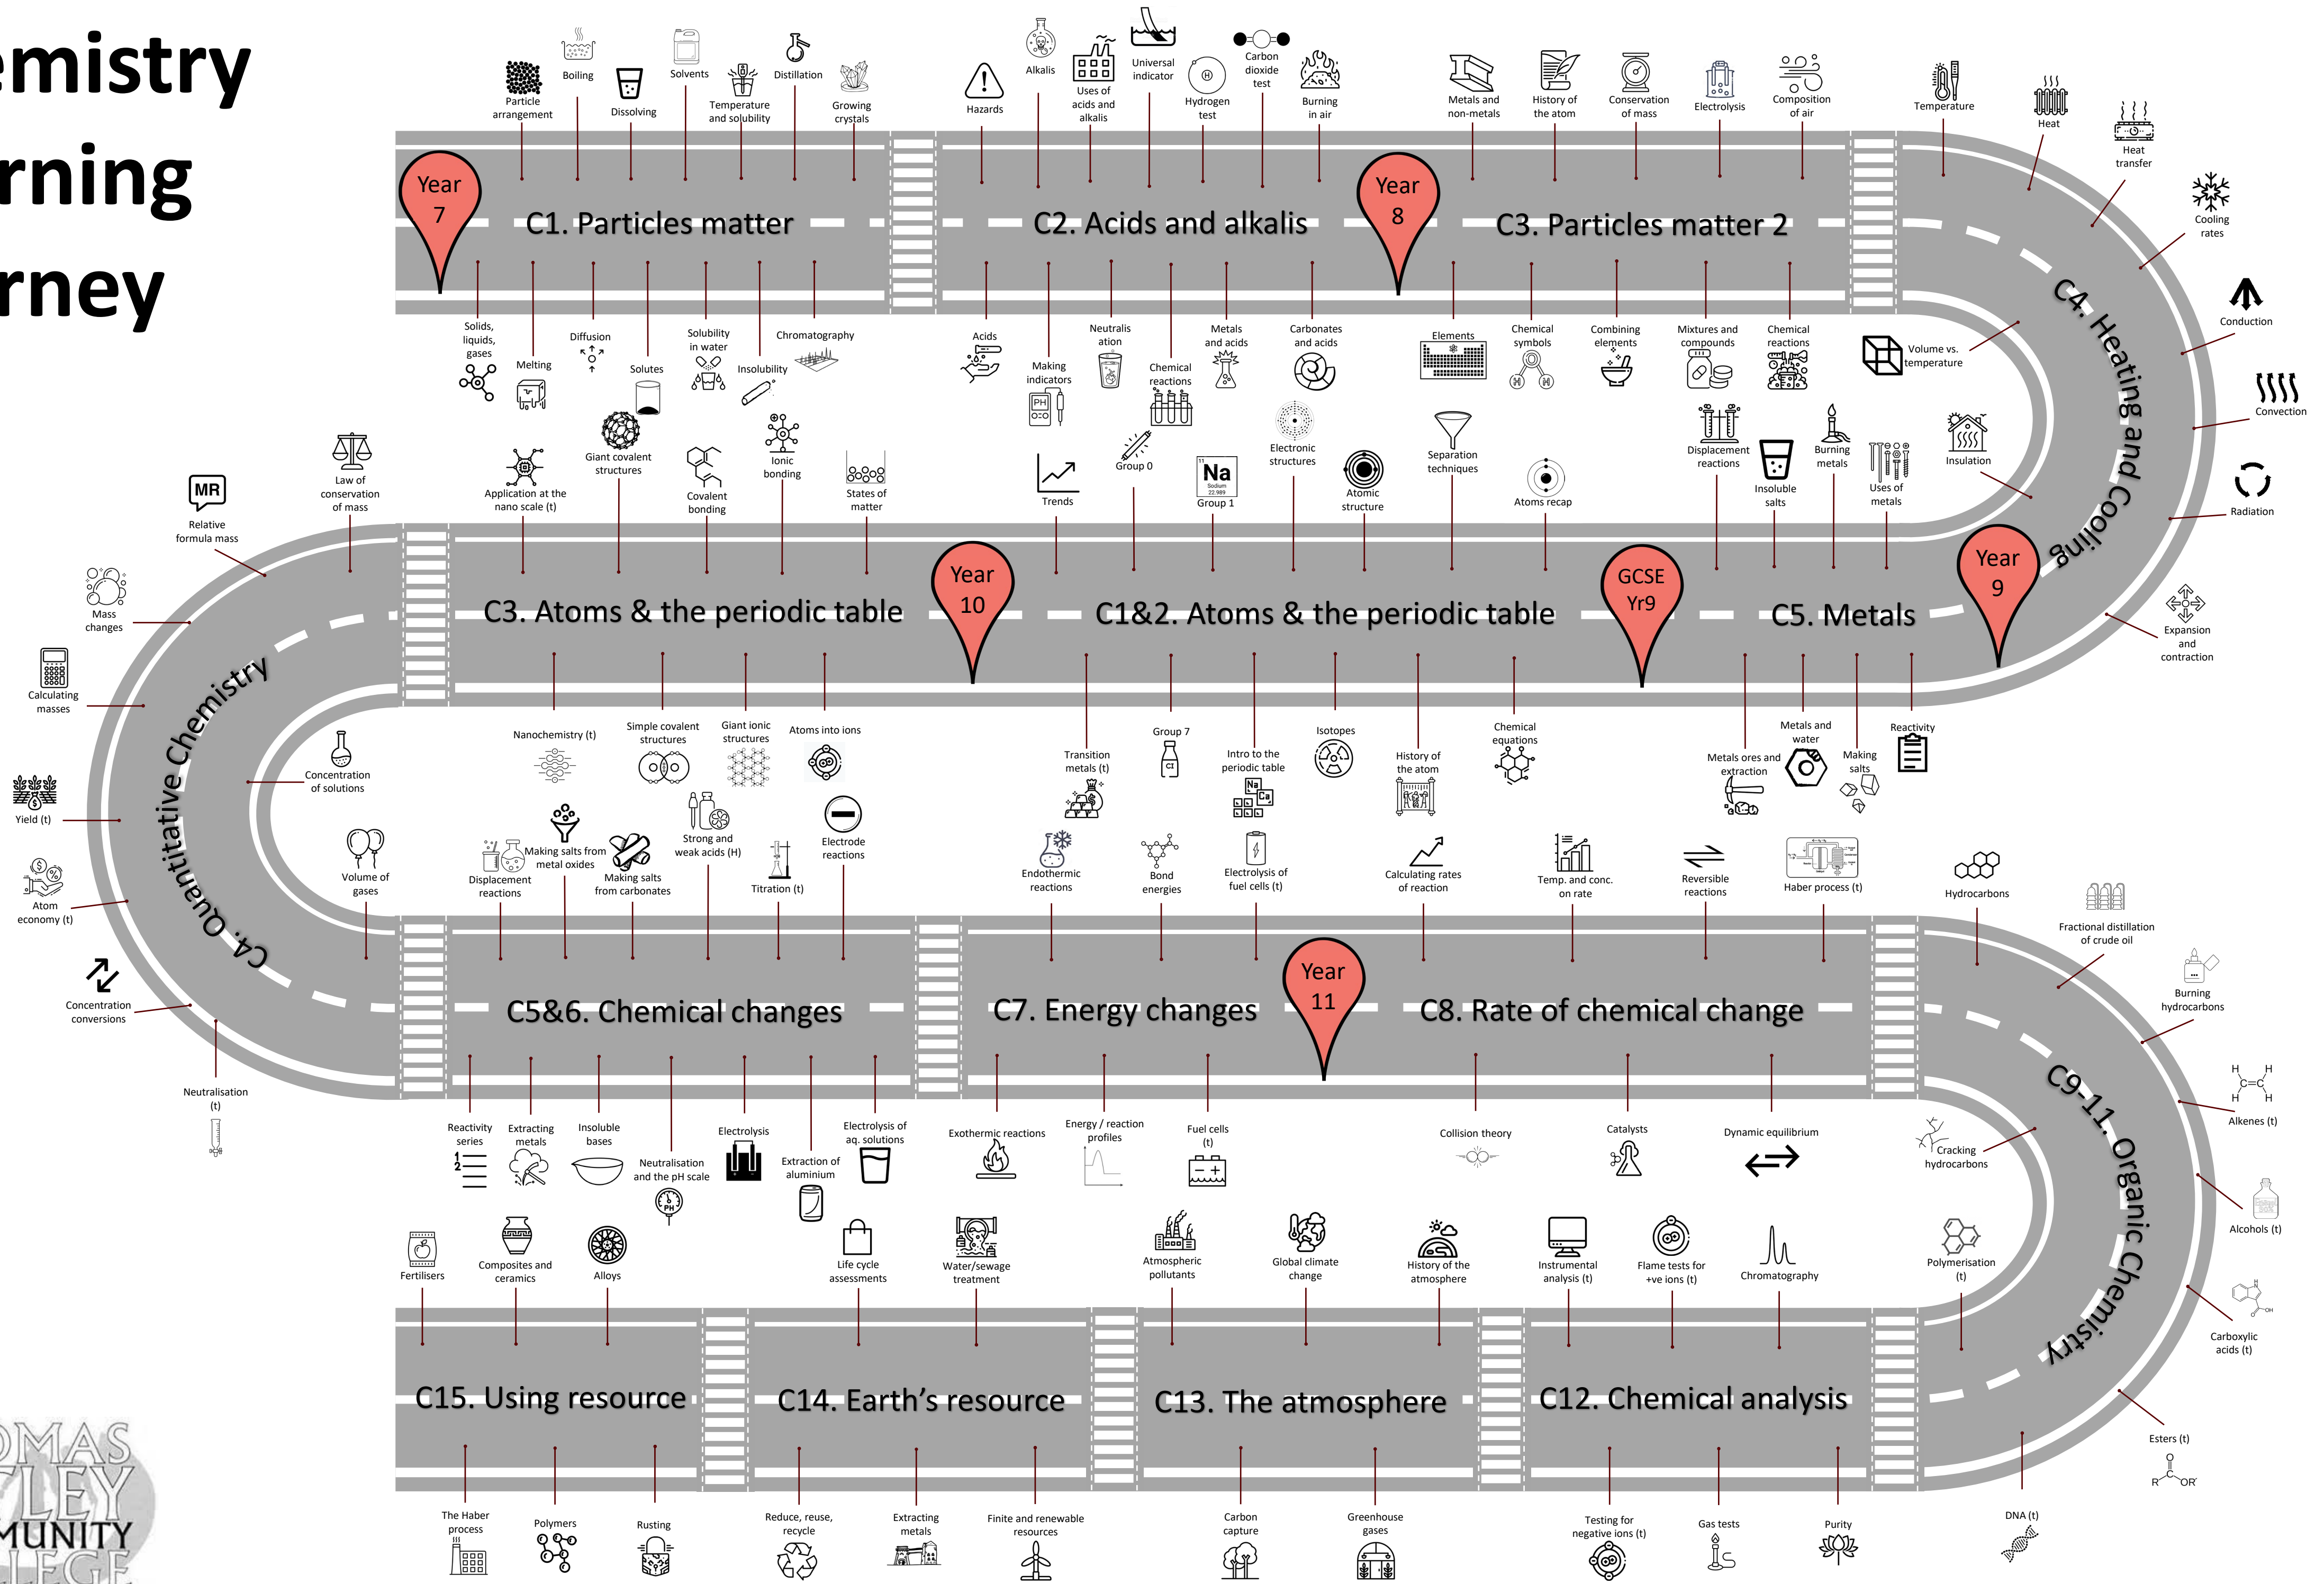 emistry
rning
rney
Boiling
Solvents
Distillation
Particle
arrangement
Dissolving
Temperature
and solubility
Growing
crystals
Hazards
Alkalis
Uses of
acids and
alkalis
Universal
indicator
Hydrogen
test
Carbon
dioxide
test
Burning
in air
Metals and
non-metals
History of
the atom
Conservation
of mass
Electrolysis
Composition
of air
Temperature
Heat
Heat
transfer
Cooling
rates
Conduction
Convection
Radiation
Expansion
and
contraction
Year
7
C1. Particles matter
C2. Acids and alkalis
Year
8
C3. Particles matter 2
C4. Heating and Cooling
Solids,
liquids,
gases
Melting
Diffusion
Solutes
Solubility
in water
Insolubility
Chromatography
Acids
Making
indicators
PH
Neutralis
ation
Chemical
reactions
Metals
and acids
Carbonates
and acids
Elements
Chemical
symbols
H H
Combining
elements
Mixtures and
compounds
Chemical
reactions
Volume vs.
temperature
Insulation
MR
Relative
formula mass
Law of
conservation
of mass
Application at the
nano scale (t)
Giant covalent
structures
Covalent
bonding
Ionic
bonding
States of
matter
Trends
Group 0
11
Na
Sodium
22.989
Group 1
Electronic
structures
Atomic
structure
Separation
techniques
Atoms recap
Displacement
reactions
Insoluble
salts
Burning
metals
Uses of
metals
Year
9
C5. Metals
GCSE
Yr9
C1&2. Atoms & the periodic table
Year
10
C3. Atoms & the periodic table
C4. Quantitative Chemistry
Mass
changes
Calculating
masses
Yield (t)
Atom
economy (t)
Concentration
conversions
Neutralisation
(t)
Concentration
of solutions
Volume of
gases
Nanochemistry (t)
Simple covalent
structures
Giant ionic
structures
Atoms into ions
Transition
metals (t)
Group 7
Cl
Intro to the
periodic table
Na
Ca
Isotopes
History of
the atom
Chemical
equations
Metals ores and
extraction
Metals and
water
Making
salts
Reactivity
Displacement
reactions
Making salts from
metal oxides
Making salts
from carbonates
Strong and
weak acids (H)
Titration (t)
Electrode
reactions
Endothermic
reactions
Bond
energies
Electrolysis of
fuel cells (t)
Calculating rates
of reaction
Temp. and conc.
on rate
Reversible
reactions
Haber process (t)
Hydrocarbons
Fractional distillation
of crude oil
Burning
hydrocarbons
Alkenes (t)
Alcohols (t)
Carboxylic
acids (t)
Esters (t)
DNA (t)
C5&6. Chemical changes
C7. Energy changes
Year
11
C8. Rate of chemical change
C9-11. Organic Chemistry
Reactivity
series
1
2
Extracting
metals
Insoluble
bases
Neutralisation
and the pH scale
PH
Electrolysis
Extraction of
aluminium
Electrolysis of
aq. solutions
Exothermic reactions
Energy / reaction
profiles
Fuel cells
(t)
Collision theory
Catalysts
Dynamic equilibrium
Cracking
hydrocarbons
Polymerisation
(t)
Fertilisers
Composites and
ceramics
Alloys
Life cycle
assessments
Water/sewage
treatment
Atmospheric
pollutants
Global climate
change
History of the
atmosphere
Instrumental
analysis (t)
Flame tests for
+ve ions (t)
Chromatography
C15. Using resource
C14. Earth's resource
C13. The atmosphere
C12. Chemical analysis
The Haber
process
Polymers
Rusting
Reduce, reuse,
recycle
Extracting
metals
Finite and renewable
resources
Carbon
capture
Greenhouse
gases
Testing for
negative ions (t)
Gas tests
Purity
H H
C=C
H H
O
R C OR'
OMAS
LEY
MUNITY
LEGE